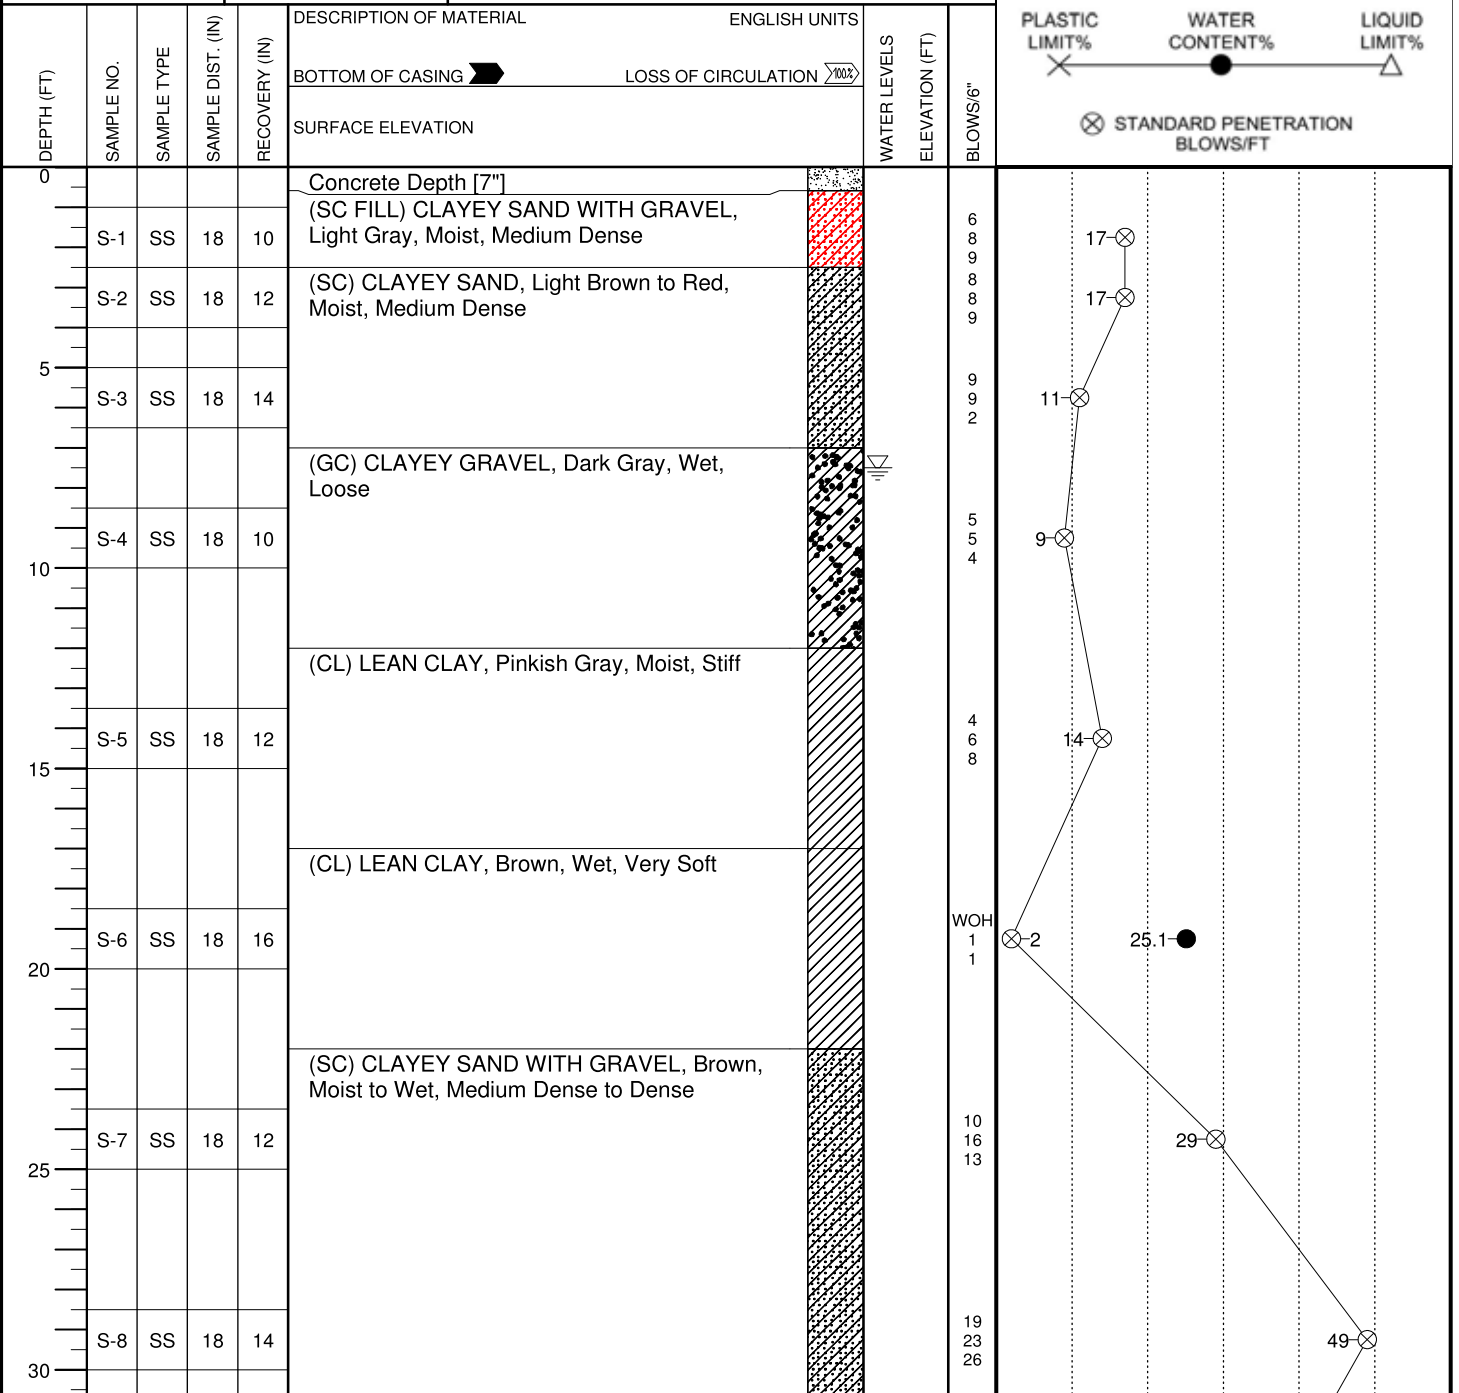 DESCRIPTION OF MATERIAL ENGLISH UNITS
BOTTOM OF CASING LOSS OF CIRCULATION 100%
SURFACE ELEVATION
DEPTH (FT)
SAMPLE NO.
SAMPLE TYPE
SAMPLE DIST. (IN)
RECOVERY (IN)
WATER LEVELS
ELEVATION (FT)
BLOWS/6"
PLASTIC LIMIT%
WATER CONTENT%
LIQUID LIMIT%
STANDARD PENETRATION
BLOWS/FT
0
Concrete Depth [7"]
(SC FILL) CLAYEY SAND WITH GRAVEL,
Light Gray, Moist, Medium Dense
S-1 SS 18 10
6
8
9
17
(SC) CLAYEY SAND, Light Brown to Red,
Moist, Medium Dense
S-2 SS 18 12
8
8
9
17
5
S-3 SS 18 14
9
9
2
11
(GC) CLAYEY GRAVEL, Dark Gray, Wet,
Loose
S-4 SS 18 10
5
5
4
9
10
(CL) LEAN CLAY, Pinkish Gray, Moist, Stiff
S-5 SS 18 12
4
6
8
14
15
(CL) LEAN CLAY, Brown, Wet, Very Soft
S-6 SS 18 16
WOH
1
1
2
25.1
20
(SC) CLAYEY SAND WITH GRAVEL, Brown,
Moist to Wet, Medium Dense to Dense
S-7 SS 18 12
10
16
13
29
25
S-8 SS 18 14
19
23
26
49
30